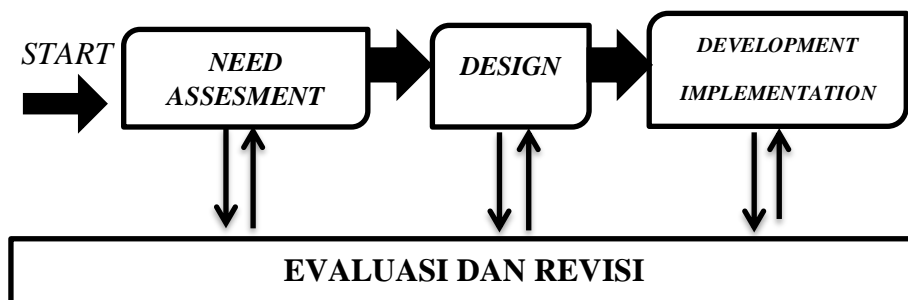 START
NEED
ASSESMENT
DESIGN
DEVELOPMENT
IMPLEMENTATION
EVALUASI DAN REVISI